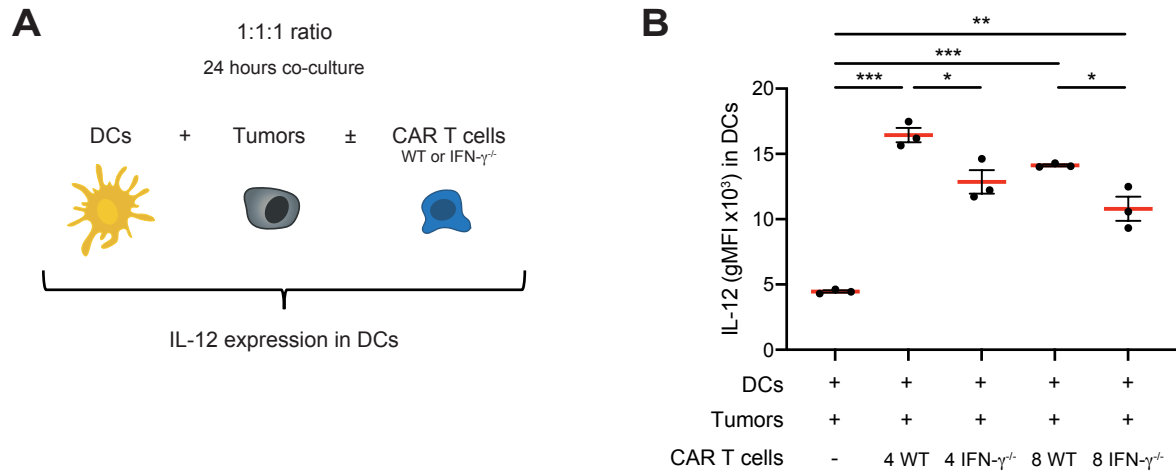 A
1:1:1 ratio
24 hours co-culture
DCs + Tumors ± CAR T cells
WT or IFN-γ-/-
IL-12 expression in DCs
B
**
***
*** * *
IL-12 (gMFI x10³) in DCs
20
15
10
5
0
DCs + + + + +
Tumors + + + + +
CAR T cells - 4 WT 4 IFN-γ-/- 8 WT 8 IFN-γ-/-